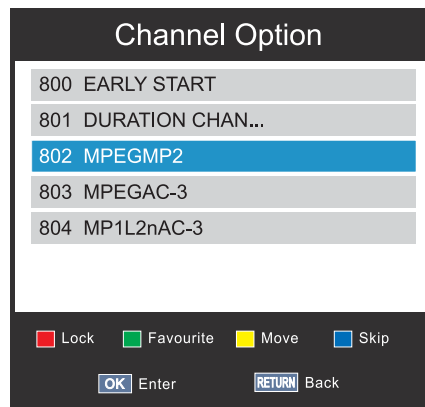 Channel Option
800 EARLY START
801 DURATION CHAN...
802 MPEGMP2
803 MPEGAC-3
804 MP1L2nAC-3
Lock Favourite Move Skip
OK Enter RETURN Back